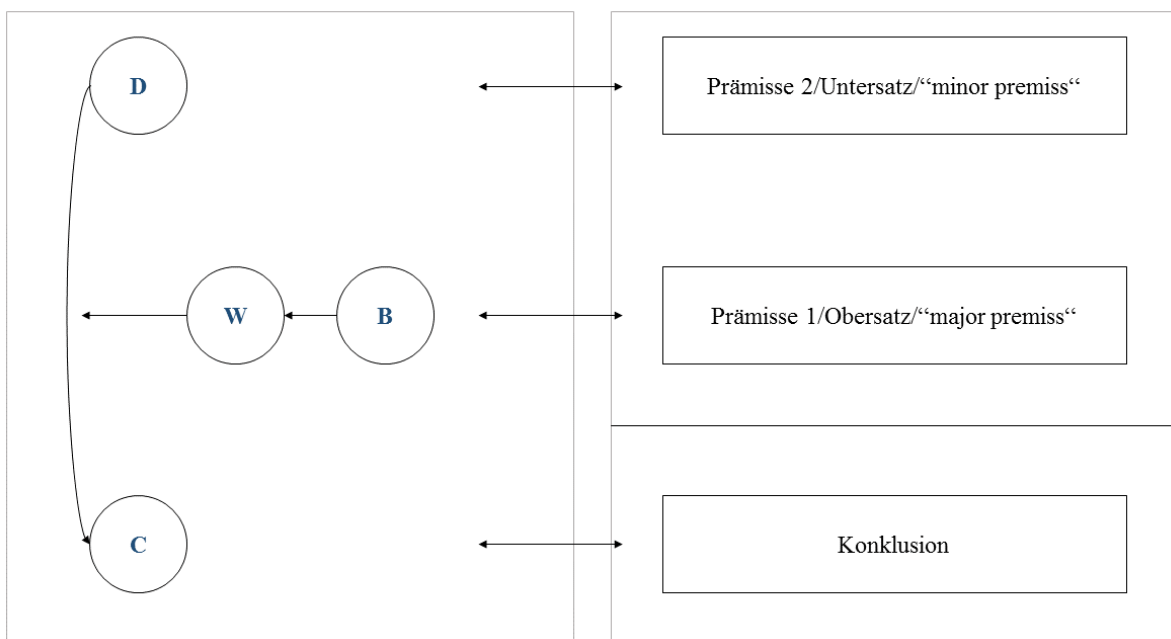 D
Prämisse 2/Untersatz/“minor premiss“
W
B
Prämisse 1/Obersatz/“major premiss“
C
Konklusion